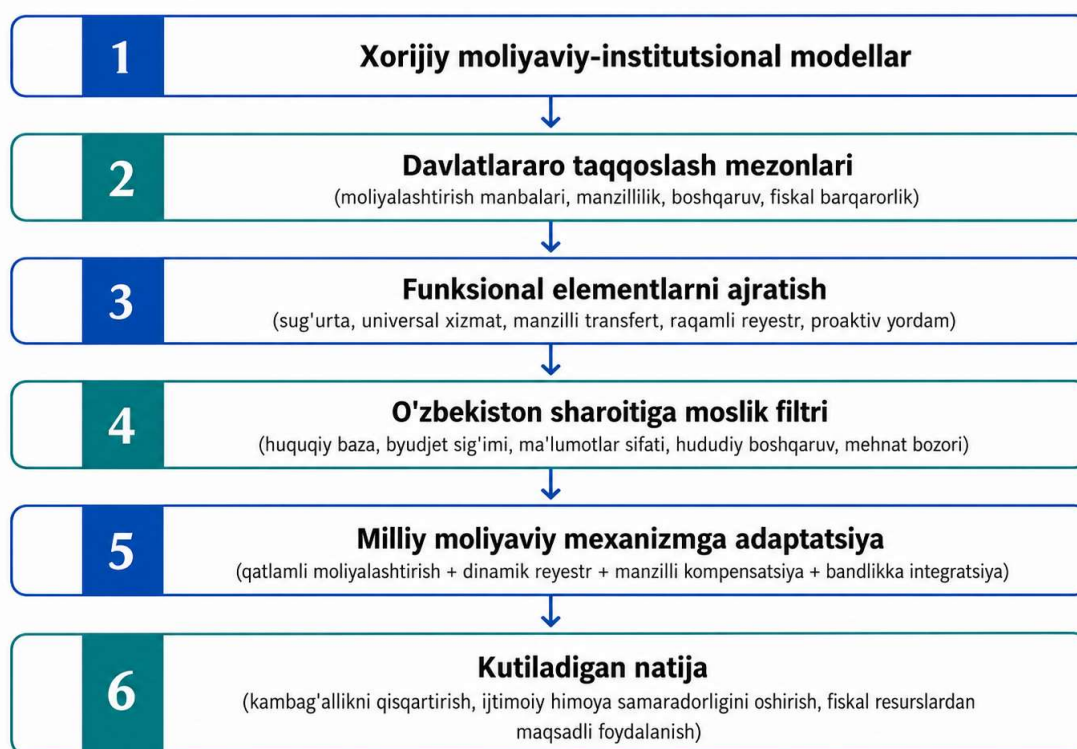 1
Xorijiy moliyaviy-institutsional modellar
2
Davlatlararo taqqoslash mezonlari
(moliyalashtirish manbalari, manzillilik, boshqaruv, fiskal barqarorlik)
3
Funksional elementlarni ajratish
(sug'urta, universal xizmat, manzilli transfert, raqamli reyestr, proaktiv yordam)
4
O'zbekiston sharoitiga moslik filtri
(huquqiy baza, byudjet sig'imi, ma'lumotlar sifati, hududiy boshqaruv, mehnat bozori)
5
Milliy moliyaviy mexanizmga adaptatsiya
(qatlamli moliyalashtirish + dinamik reyestr + manzilli kompensatsiya + bandlikka integratsiya)
6
Kutiladigan natija
(kambag'allikni qisqartirish, ijtimoiy himoya samaradorligini oshirish, fiskal resurslardan
maqsadli foydalanish)